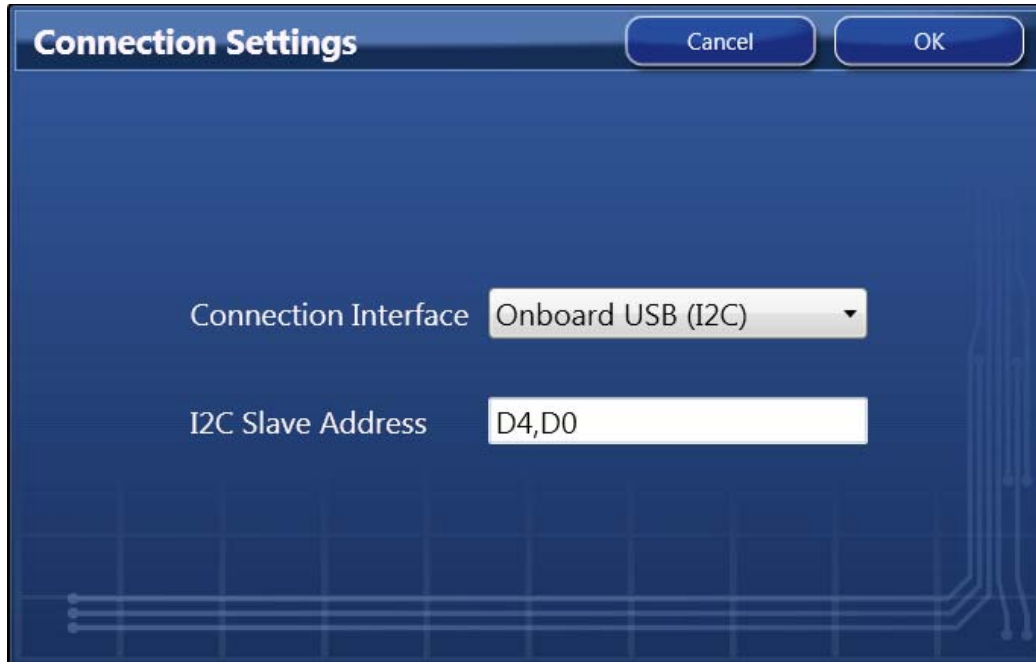 Connection Settings
Cancel
OK
Connection Interface
Onboard USB (I2C)
I2C Slave Address
D4,D0